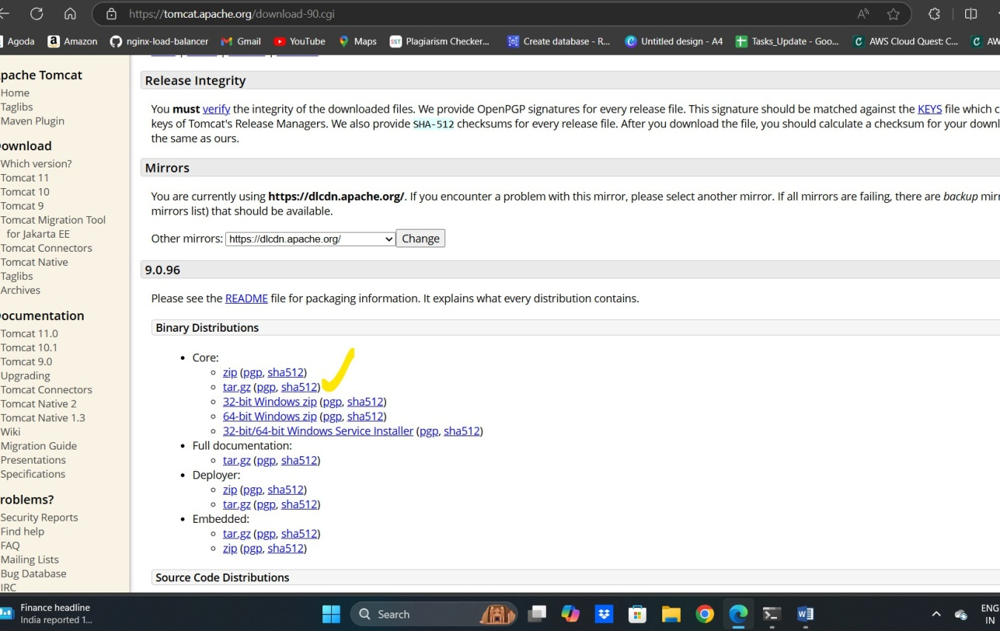 https://tomcat.apache.org/download-90.cgi
Agoda Amazon nginx-load-balancer Gmail YouTube Maps SST Plagiarism Checker... Create database - R... Untitled design - A4 Tasks_Update - Goo... AWS Cloud Quest: C... AW
pache Tomcat
Home
Taglibs
Maven Plugin
ownload
Which version?
Tomcat 11
Tomcat 10
Tomcat 9
Tomcat Migration Tool
for Jakarta EE
Tomcat Connectors
Tomcat Native
Taglibs
Archives
ocumentation
Tomcat 11.0
Tomcat 10.1
Tomcat 9.0
Upgrading
Tomcat Connectors
Tomcat Native 2
Tomcat Native 1.3
Wiki
Migration Guide
Presentations
Specifications
roblems?
Security Reports
Find help
FAQ
Mailing Lists
Bug Database
IRC
Release Integrity
You must verify the integrity of the downloaded files. We provide OpenPGP signatures for every release file. This signature should be matched against the KEYS file which c
keys of Tomcat's Release Managers. We also provide SHA-512 checksums for every release file. After you download the file, you should calculate a checksum for your downl
the same as ours.
Mirrors
You are currently using https://dlcdn.apache.org/. If you encounter a problem with this mirror, please select another mirror. If all mirrors are failing, there are backup mirr
mirrors list) that should be available.
Other mirrors: https://dlcdn.apache.org/ Change
9.0.96
Please see the README file for packaging information. It explains what every distribution contains.
Binary Distributions
Core:
zip (pgp, sha512)
tar.gz (pgp, sha512)
32-bit Windows zip (pgp, sha512)
64-bit Windows zip (pgp, sha512)
32-bit/64-bit Windows Service Installer (pgp, sha512)
Full documentation:
tar.gz (pgp, sha512)
Deployer:
zip (pgp, sha512)
tar.gz (pgp, sha512)
Embedded:
tar.gz (pgp, sha512)
zip (pgp, sha512)
Source Code Distributions
Finance headline
India reported 1...
Search
ENG
IN